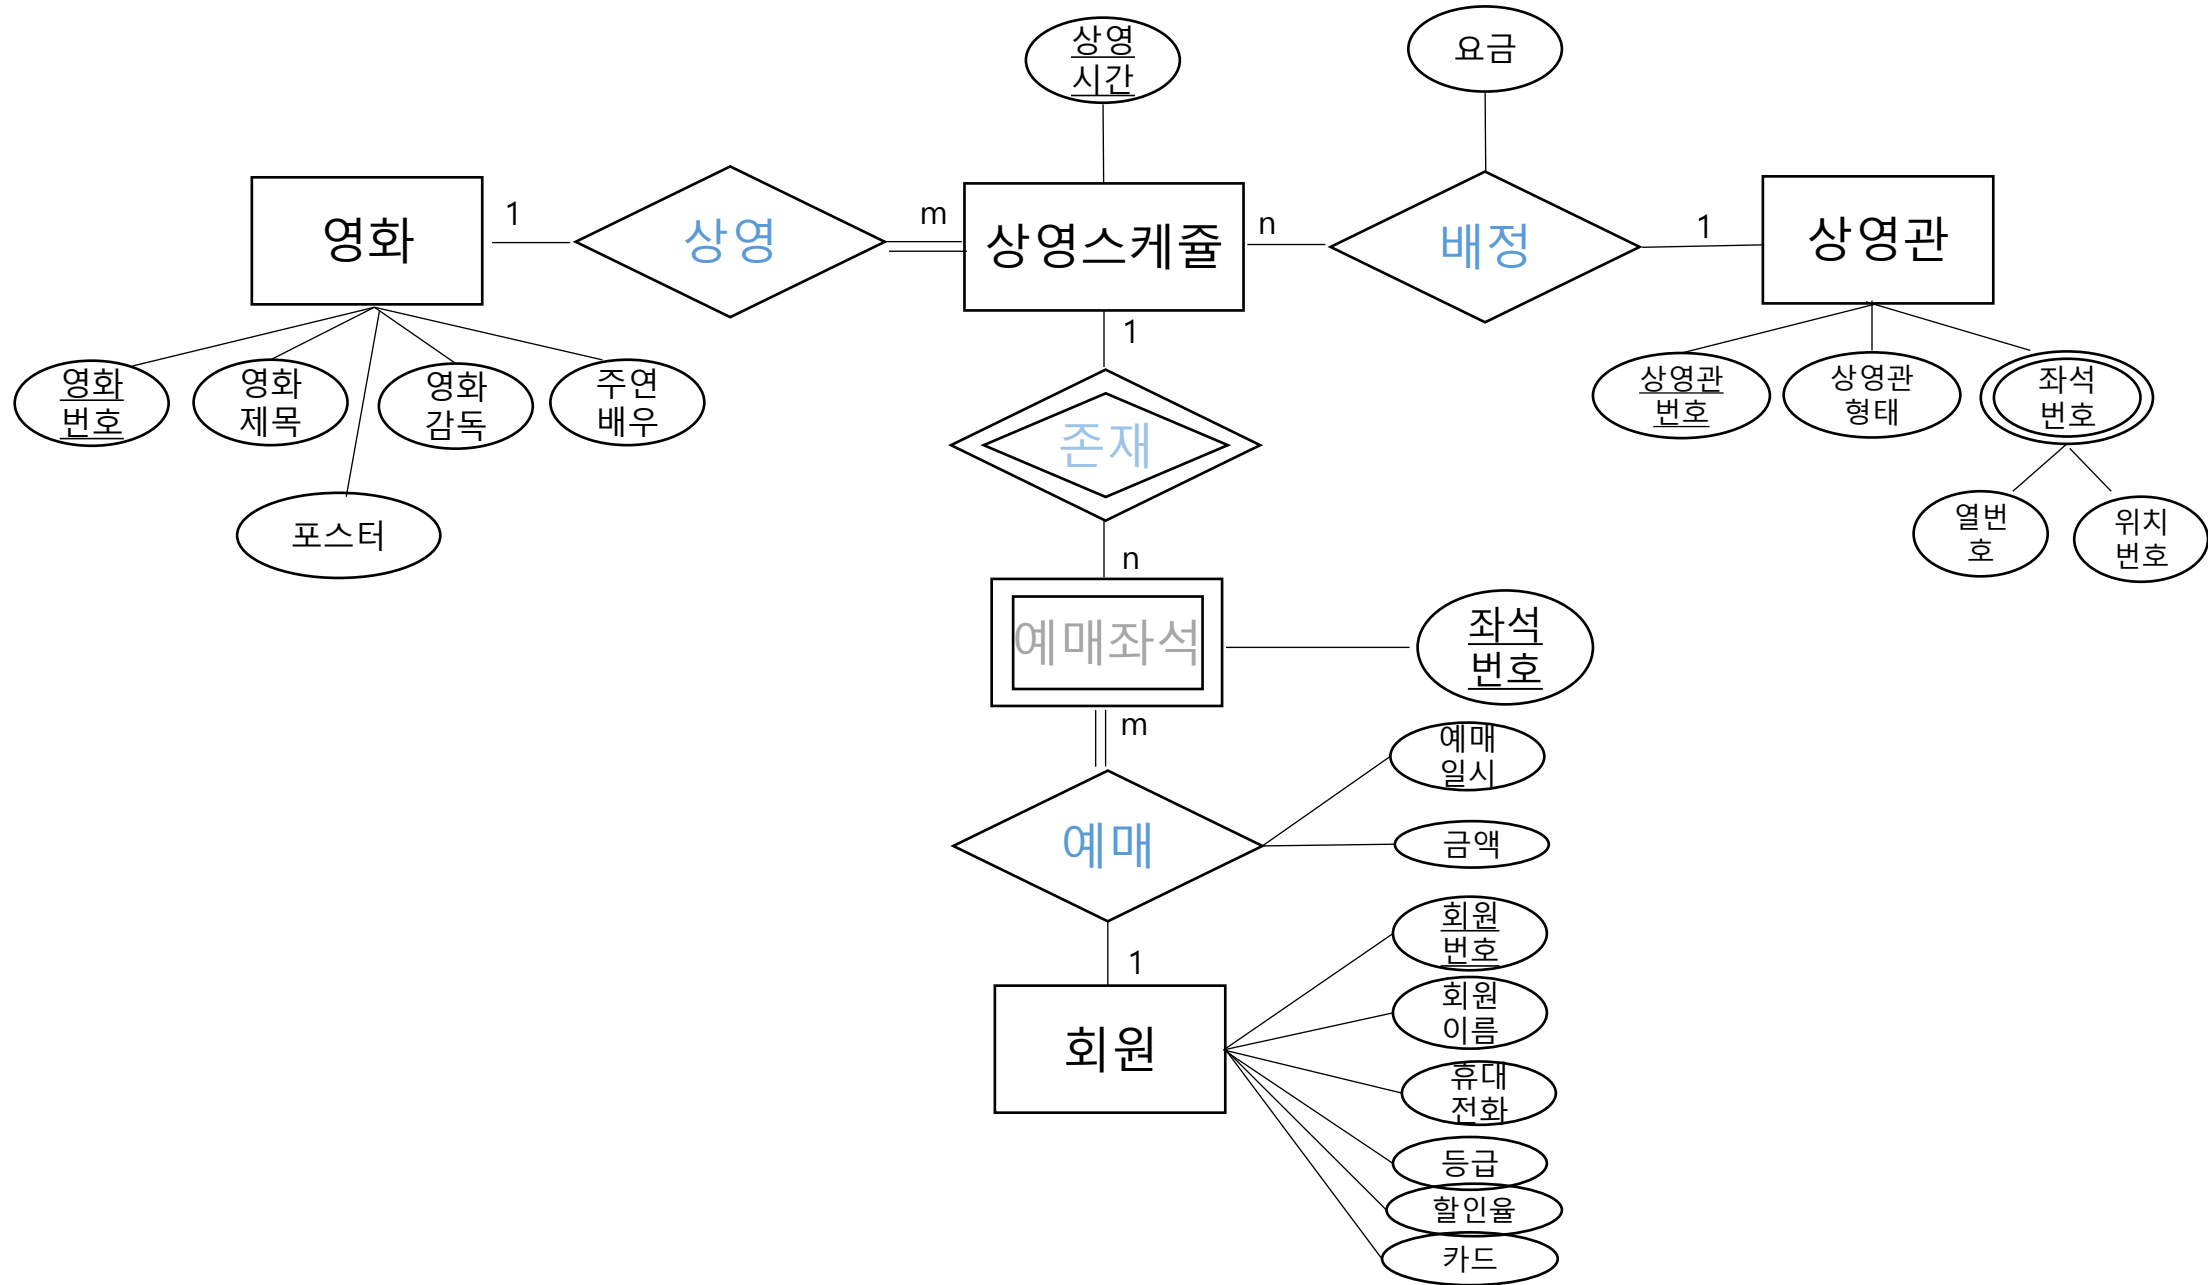 상영
시간
요금
영화
1
상영
m
상영스케쥴
n
배정
1
상영관
영화
번호
영화
제목
영화
감독
주연
배우
포스터
1
존재
n
상영관
번호
상영관
형태
좌석
번호
열번
호
위치
번호
예매좌석
좌석
번호
m
예매
예매
일시
금액
1
회원
회원
번호
회원
이름
휴대
전화
등급
할인율
카드